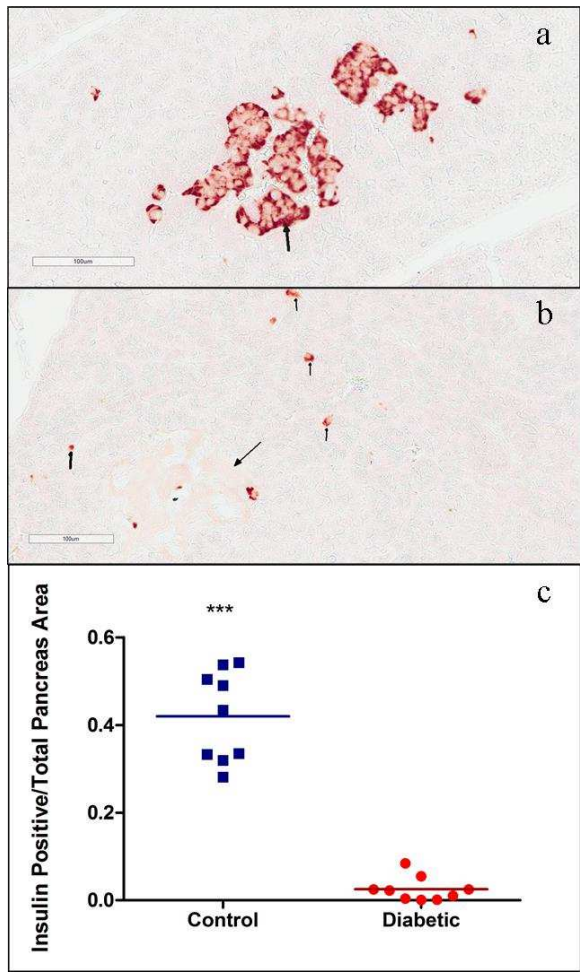 a
100um
b
100um
c
***
Insulin Positive/Total Pancreas Area
0.6
0.4
0.2
0.0
Control
Diabetic